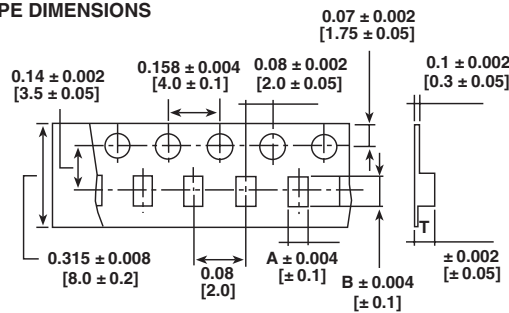 PE DIMENSIONS
0.07 ± 0.002
[1.75 ± 0.05]
0.14 ± 0.002
[3.5 ± 0.05]
0.158 ± 0.004
[4.0 ± 0.1]
0.08 ± 0.002
[2.0 ± 0.05]
0.1 ± 0.002
[0.3 ± 0.05]
0.315 ± 0.008
[8.0 ± 0.2]
0.08
[2.0]
A ± 0.004
[± 0.1]
B ± 0.004
[± 0.1]
T
± 0.002
[± 0.05]